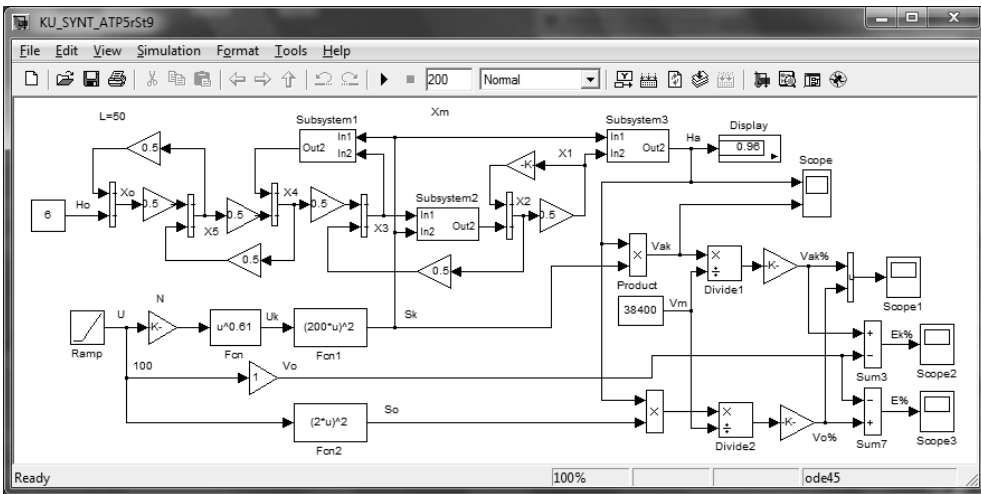 KU_SYNT_ATP5rSt9
File Edit View Simulation Format Tools Help
200 Normal
L=50
Xm
Subsystem1
Subsystem3
In1
Out2
In2
In1
In2
Out2
Ha
Display
0.96
Scope
0.5
-K-
X1
Ho
Xo
0.5
0.5
X4
0.5
Subsystem2
In1
In2
Out2
X2
0.5
6
X5
X3
0.5
0.5
Vak
Product
Divide1
-K-
Vak%
Scope1
38400
Vm
N
U
-K-
u^0.61
Uk
(200*u)^2
Sk
Ramp
Fcn
Fcn1
Ek%
Sum3
Scope2
100
1
Vo
So
(2*u)^2
Fcn2
Divide2
-K-
Vo%
E%
Sum7
Scope3
Ready
100%
ode45